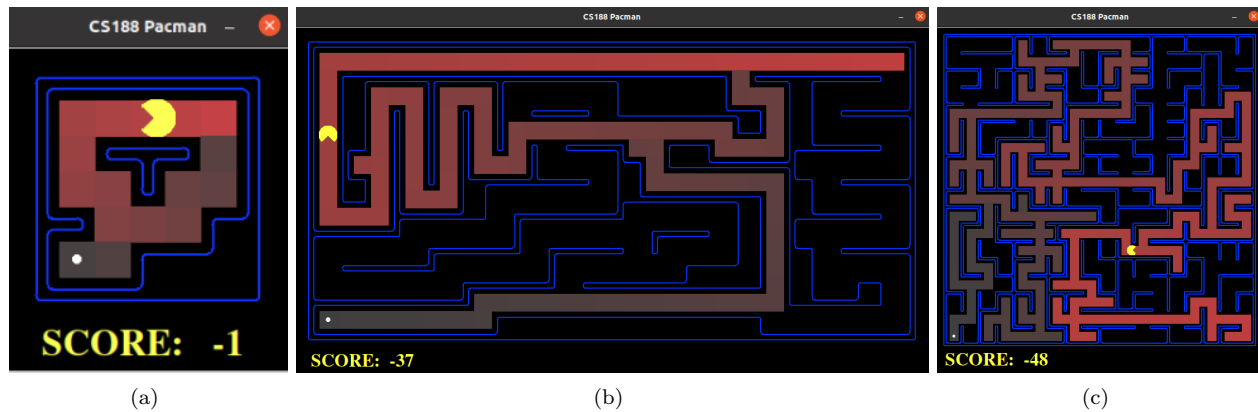 CS188 Pacman
SCORE: -1
(a)
CS188 Pacman
SCORE: -37
(b)
CS188 Pacman
SCORE: -48
(c)